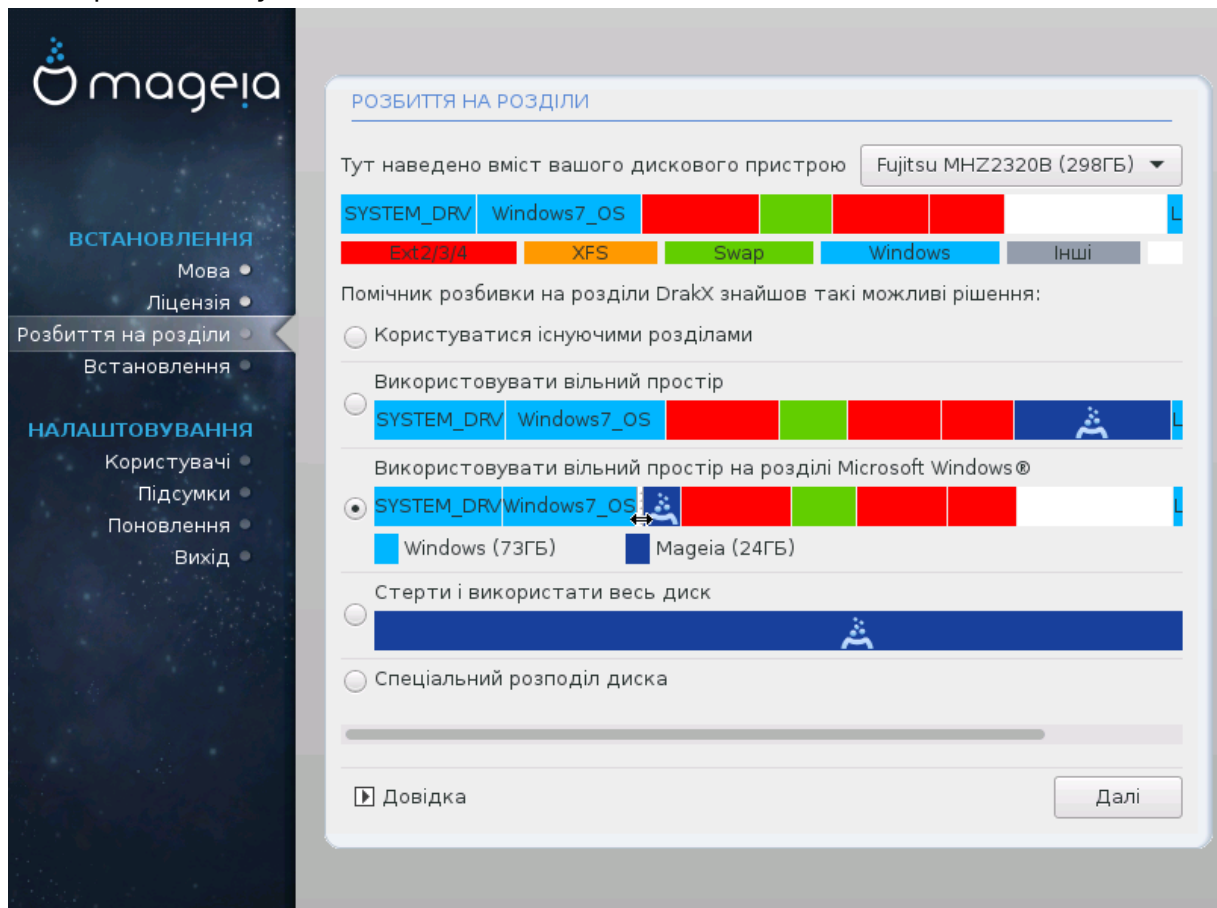 mageia
ВСТАНОВЛЕННЯ
Мова
Ліцензія
Розбиття на розділи
Встановлення
НАЛАШТОВУВАННЯ
Користувачі
Підсумки
Поновлення
Вихід
РОЗБИТТЯ НА РОЗДІЛИ
Тут наведено вміст вашого дискового пристрою Fujitsu MHZ2320B (298ГБ)
SYSTEM_DRV Windows7_OS L
Ext2/3/4 XFS Swap Windows Інші
Помічник розбивки на розділи DrakX знайшов такі можливі рішення:
Користуватися існуючими розділами
Використовувати вільний простір
SYSTEM_DRV Windows7_OS L
Використовувати вільний простір на розділі Microsoft Windows®
SYSTEM_DRV Windows7_OS L
Windows (73ГБ) Mageia (24ГБ)
Стерти і використати весь диск
Спеціальний розподіл диска
Довідка
Далі